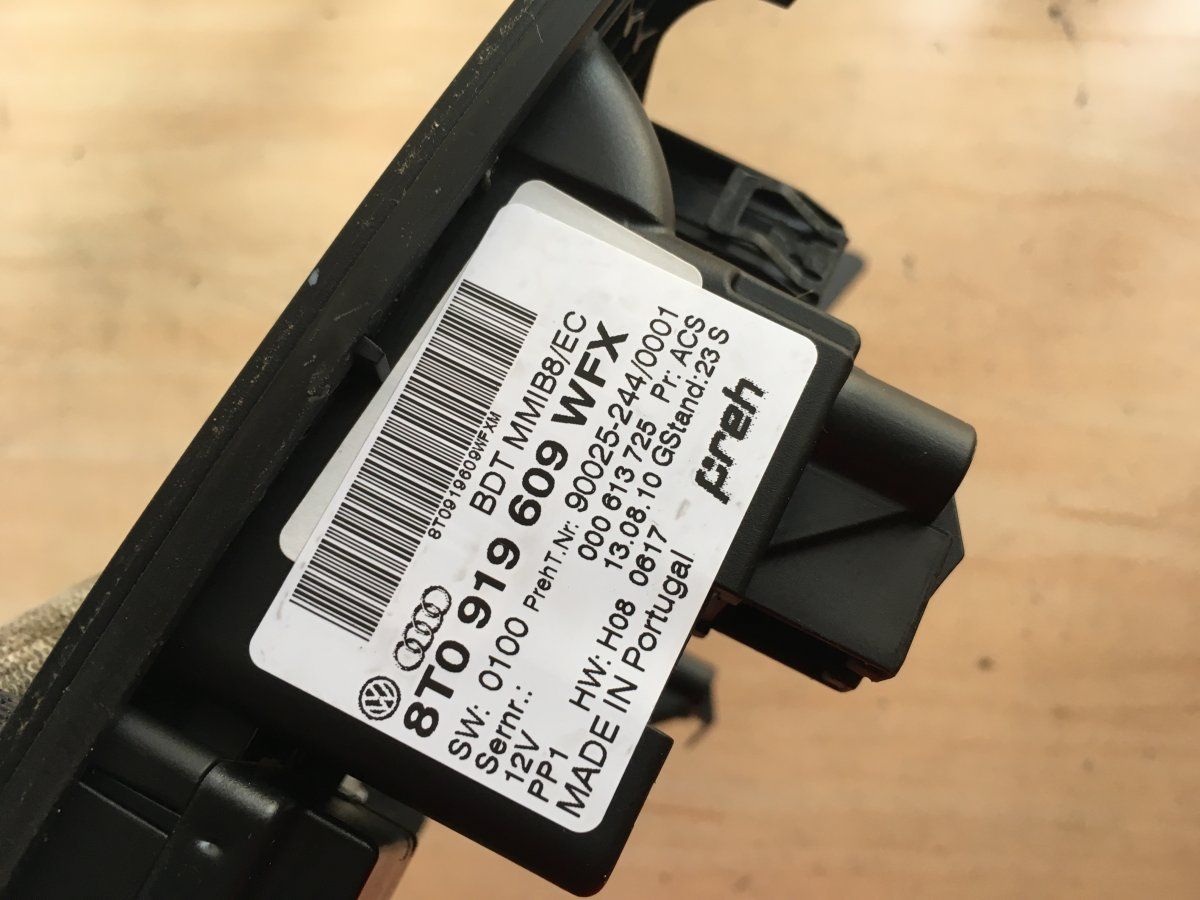 8T0919609WFXM
BDT MMIB8/EC
8T0 919 609 WFX
SW: 0100 PrehT.Nr: 90025-244/0001
Sernr.: 000 613 725 Pr: ACS
12V 13.08.10 GStand:23 S
PP1 HW: H08 0617
MADE IN Portugal
preh